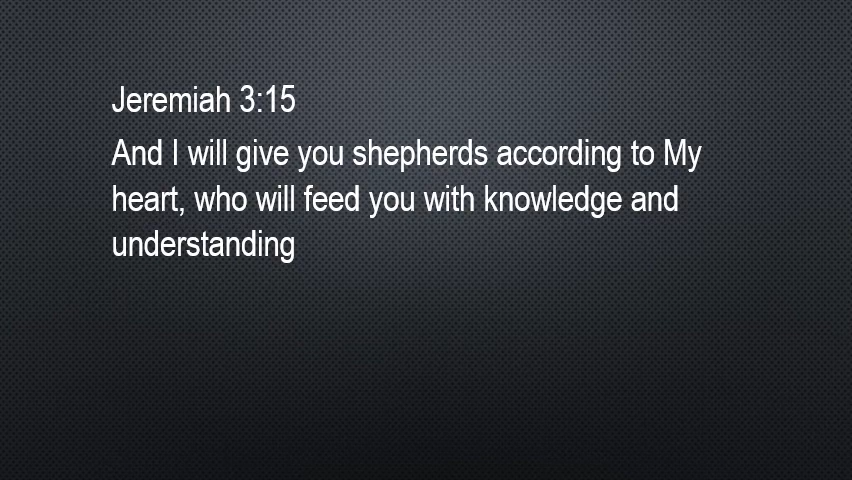 Jeremiah 3:15
And I will give you shepherds according to My
heart, who will feed you with knowledge and
understanding